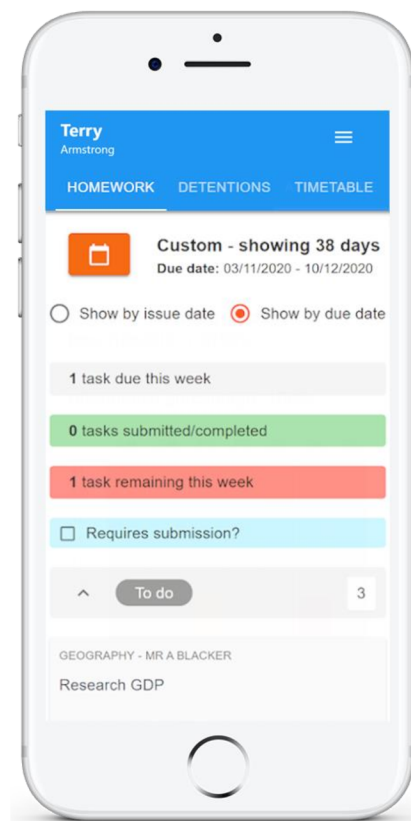 Terry
Armstrong
HOMEWORK DETENTIONS TIMETABLE
Custom - showing 38 days
Due date: 03/11/2020 - 10/12/2020
Show by issue date Show by due date
1 task due this week
0 tasks submitted/completed
1 task remaining this week
Requires submission?
To do 3
GEOGRAPHY - MR A BLACKER
Research GDP